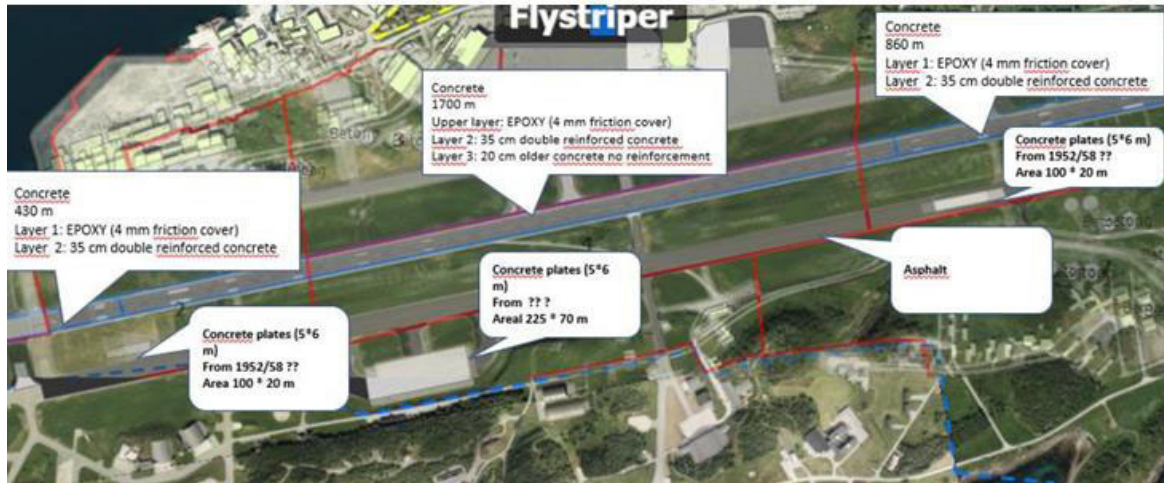 Flystriper
Concrete
860 m
Layer 1: EPOXY (4 mm friction cover)
Layer 2: 35 cm double reinforced concrete
Concrete
1700 m
Upper layer: EPOXY (4 mm friction cover)
Layer 2: 35 cm double reinforced concrete
Layer 3: 20 cm older concrete no reinforcement
Concrete plates (5*6 m)
From 1952/58 ??
Area 100 * 20 m
Concrete
430 m
Layer 1: EPOXY (4 mm friction cover)
Layer 2: 35 cm double reinforced concrete
Concrete plates (5*6
m)
From ?? ?
Areal 225 * 70 m
Asphalt
Concrete plates (5*6
m)
From 1952/58 ??
Area 100 * 20 m